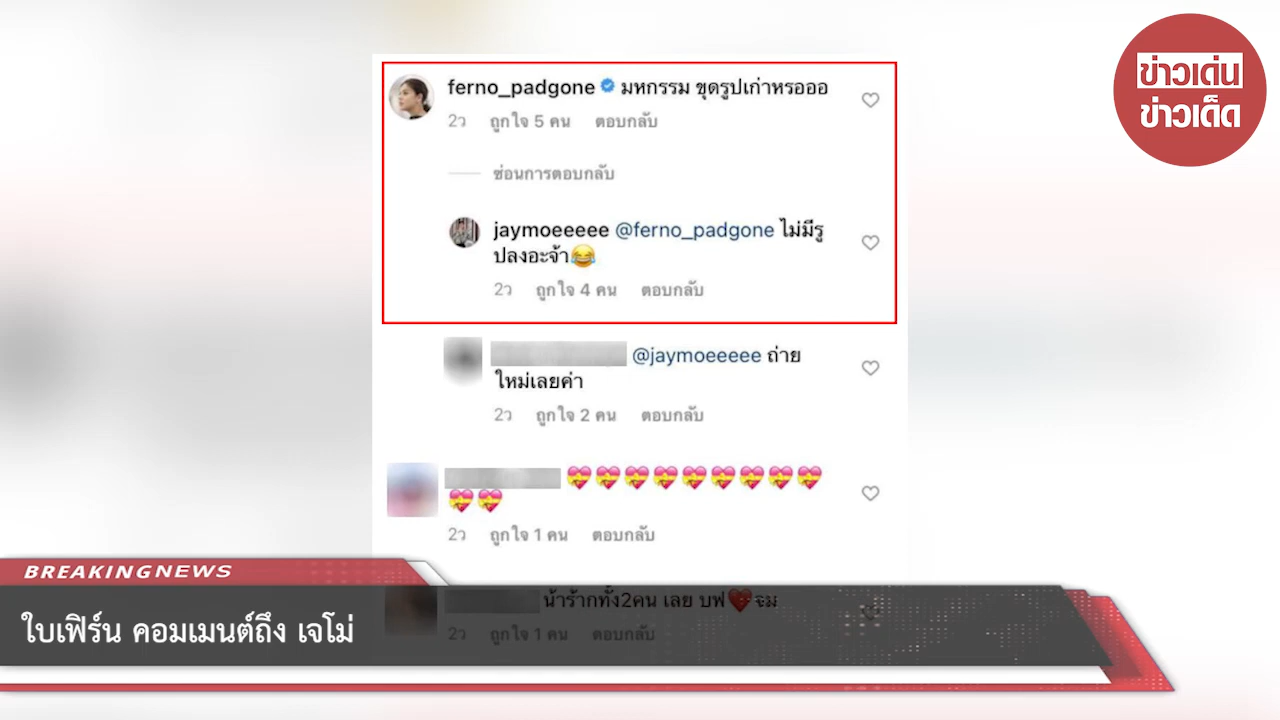 ข่าวเด่น
ข่าวเด็ด
ferno_padgone มหกรรม ขุดรูปเก่าหรอออ
2ว ถูกใจ 5 คน ตอบกลับ
ซ่อนการตอบกลับ
jaymoeeeee @ferno_padgone ไม่มีรู
ปลงอะจ้า😂
2ว ถูกใจ 4 คน ตอบกลับ
@jaymoeeeee ถ่าย
ใหม่เลยค่า
2ว ถูกใจ 2 คน ตอบกลับ
💝💝💝💝💝💝💝💝💝
💝💝
2ว ถูกใจ 1 คน ตอบกลับ
BREAKINGNEWS
น้าร้ากทั้ง2คน เลย บฟ❤️จม
2ว ถูกใจ 1 คน ตอบกลับ
ใบเฟิร์น คอมเมนต์ถึง เจโม่